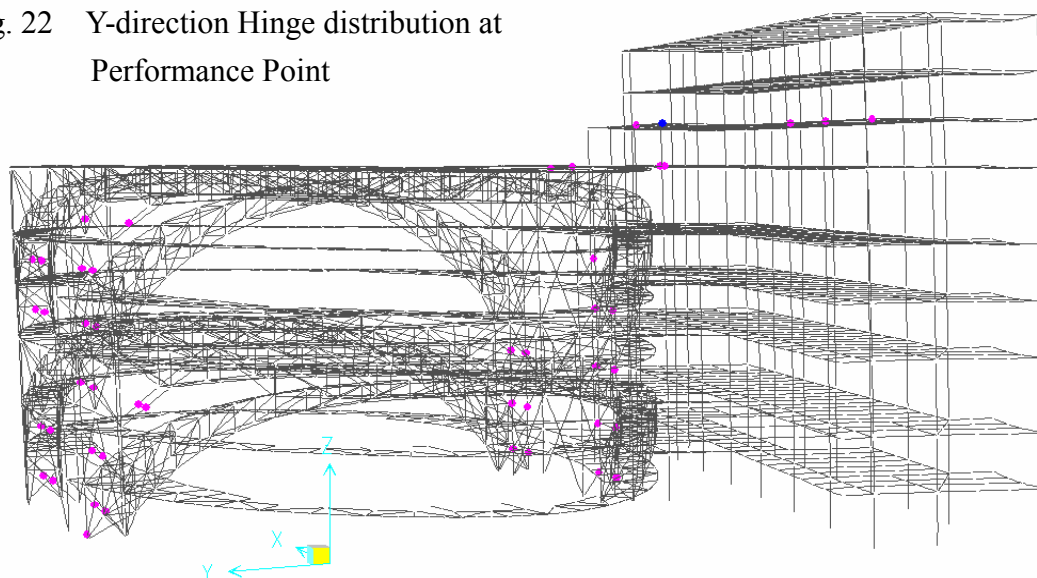 g. 22 Y-direction Hinge distribution at
Performance Point
Z
X
Y